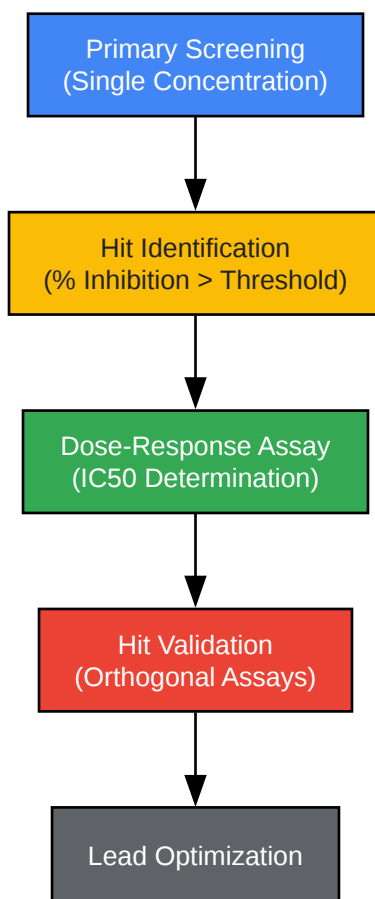 Primary Screening
(Single Concentration)
Hit Identification
(% Inhibition > Threshold)
Dose-Response Assay
(IC50 Determination)
Hit Validation
(Orthogonal Assays)
Lead Optimization